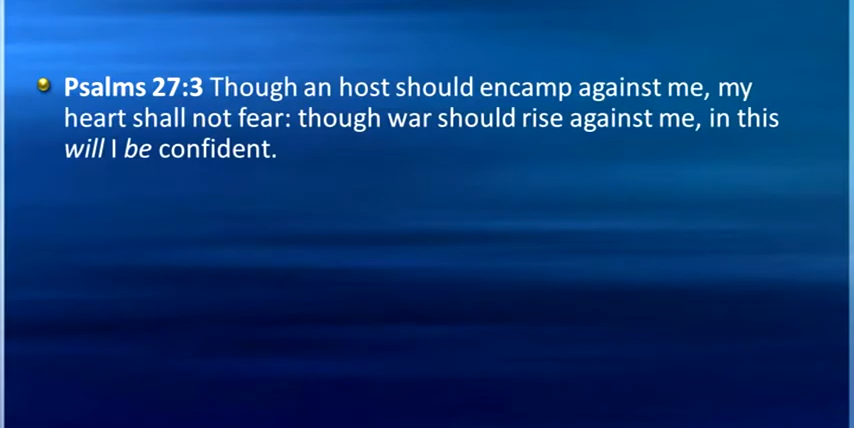 Psalms 27:3 Though an host should encamp against me, my
heart shall not fear: though war should rise against me, in this
will I be confident.